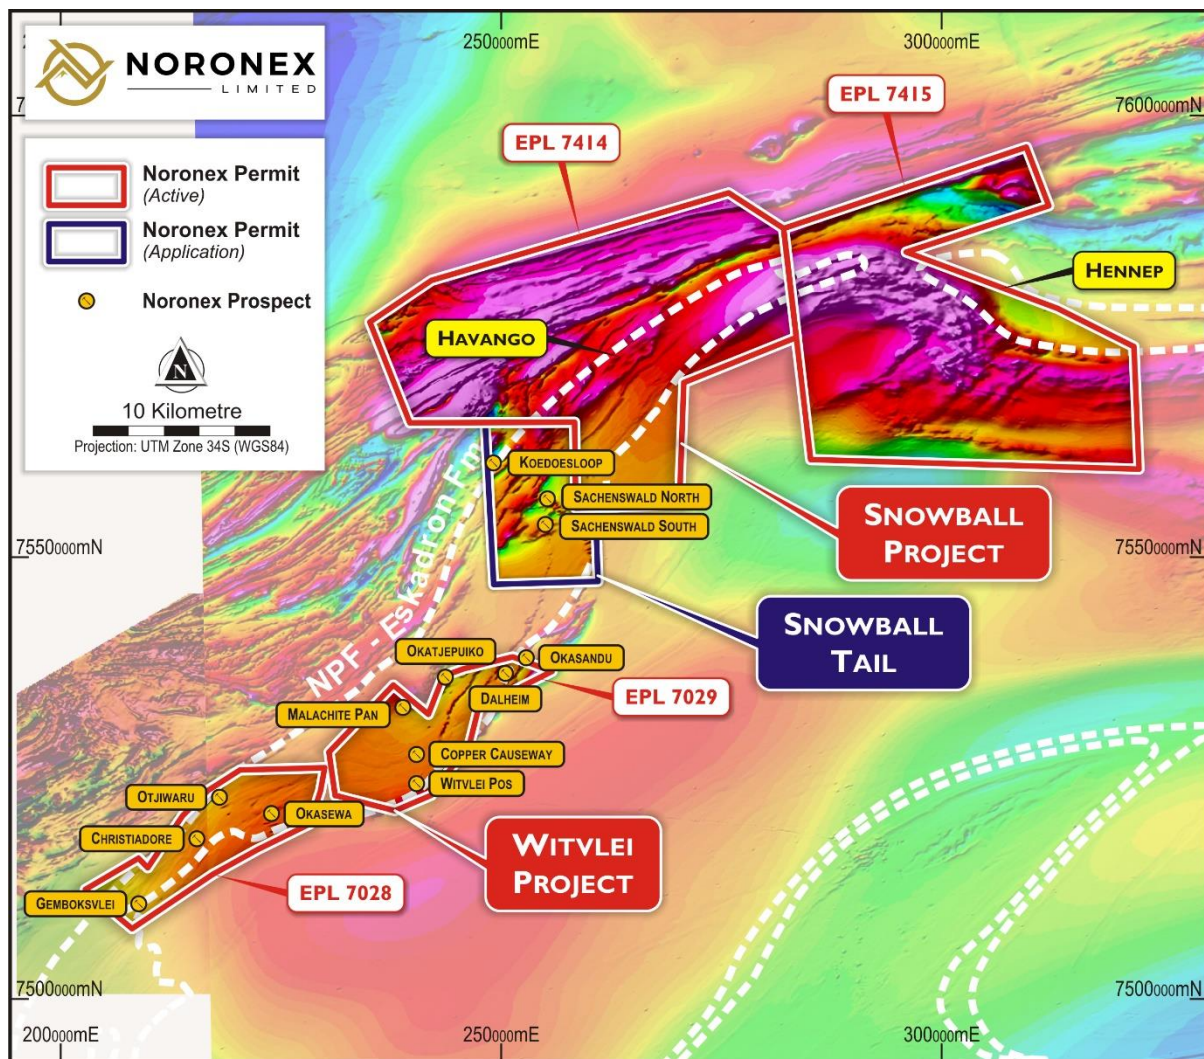 250000mE
300000mE
NORONEX
LIMITED
7600000mN
EPL 7415
EPL 7414
Noronex Permit
(Active)
Noronex Permit
(Application)
Noronex Prospect
N
10 Kilometre
Projection: UTM Zone 34S (WGS84)
HENNEP
HAVANGO
KOEDOESLOOP
SACHENSWALD NORTH
SACHENSWALD SOUTH
SNOWBALL
PROJECT
7550000mN
7550000mN
NPF - Eskadron Fm
SNOWBALL
TAIL
OKATJEPUIKO
OKASANDU
DALHEIM
EPL 7029
MALACHITE PAN
COPPER CAUSEWAY
WITVLEI POS
OTJIWARU
OKASEWA
CHRISTIADORE
WITVLEI
PROJECT
EPL 7028
GEMBOKSVLEI
7500000mN
7500000mN
200000mE
250000mE
300000mE